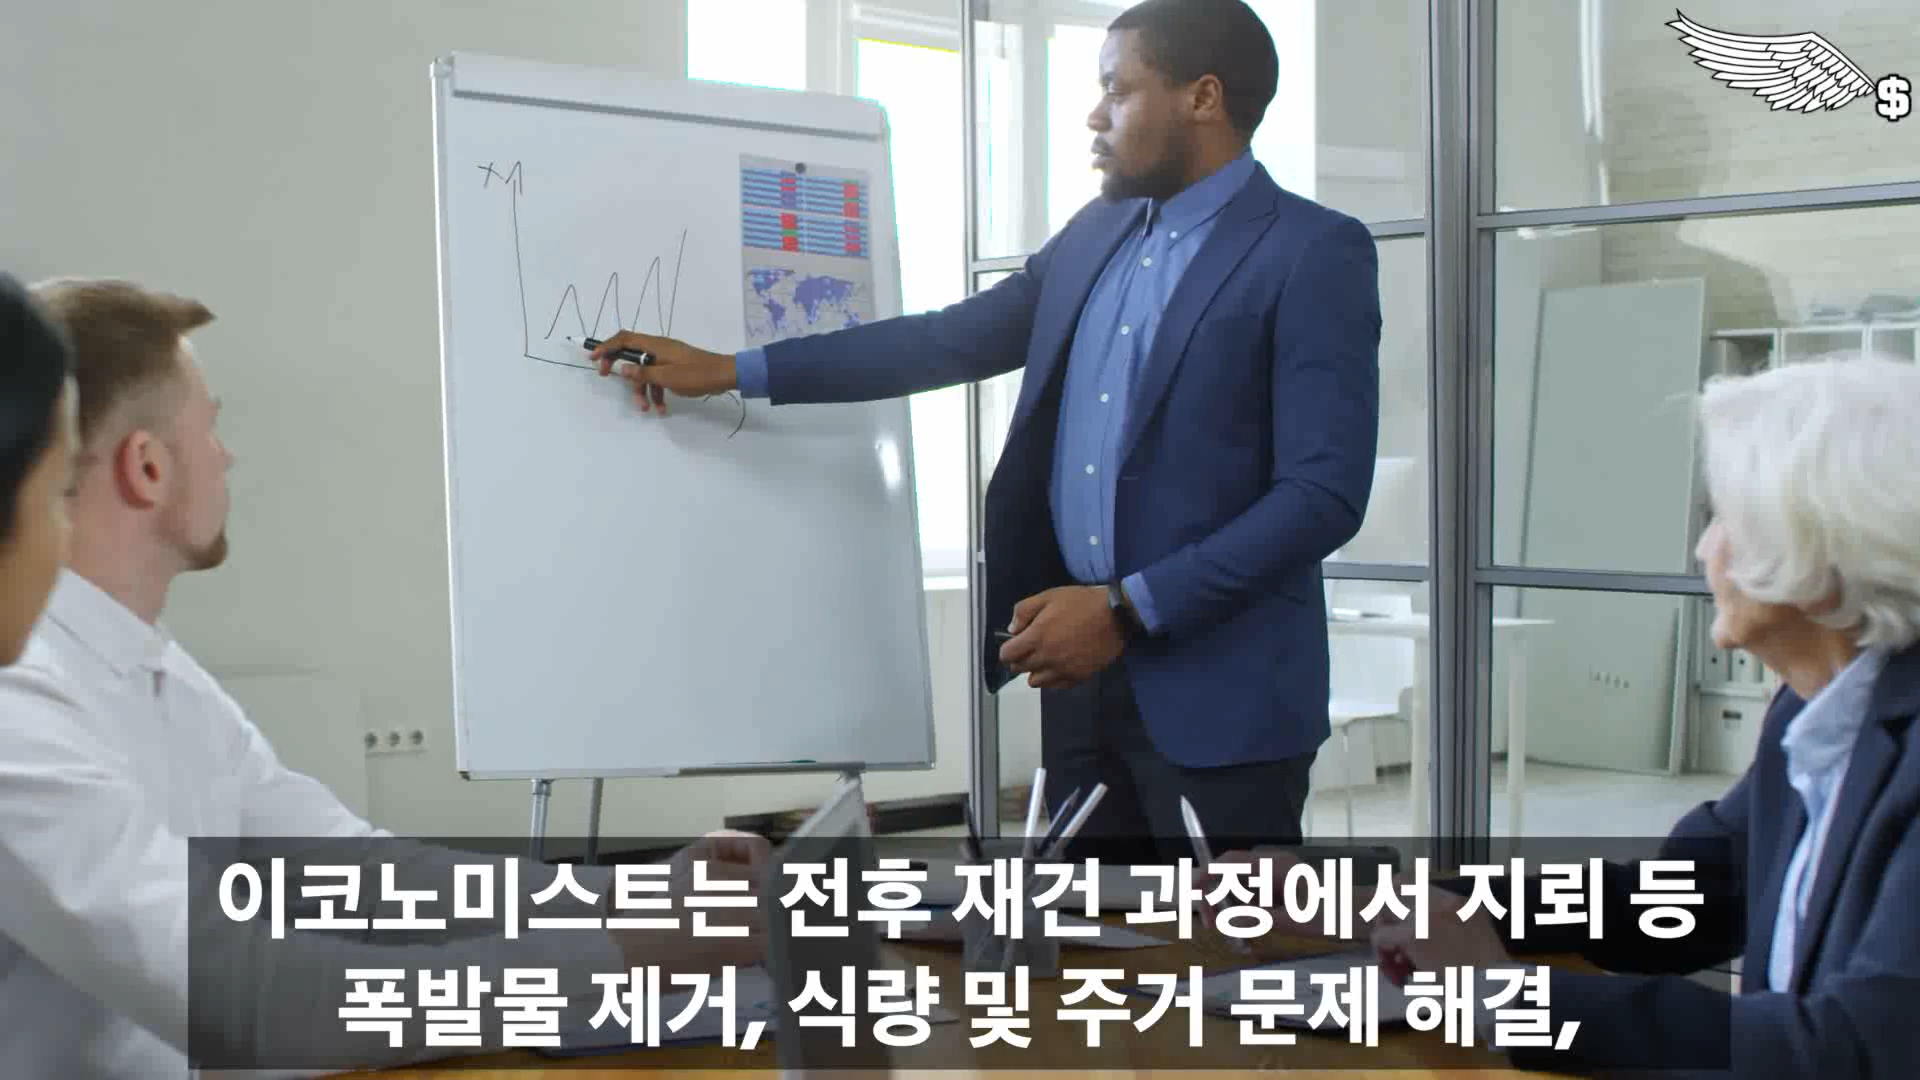 $
이코노미스트는 전후 재건 과정에서 지뢰 등
폭발물 제거, 식량 및 주거 문제 해결,